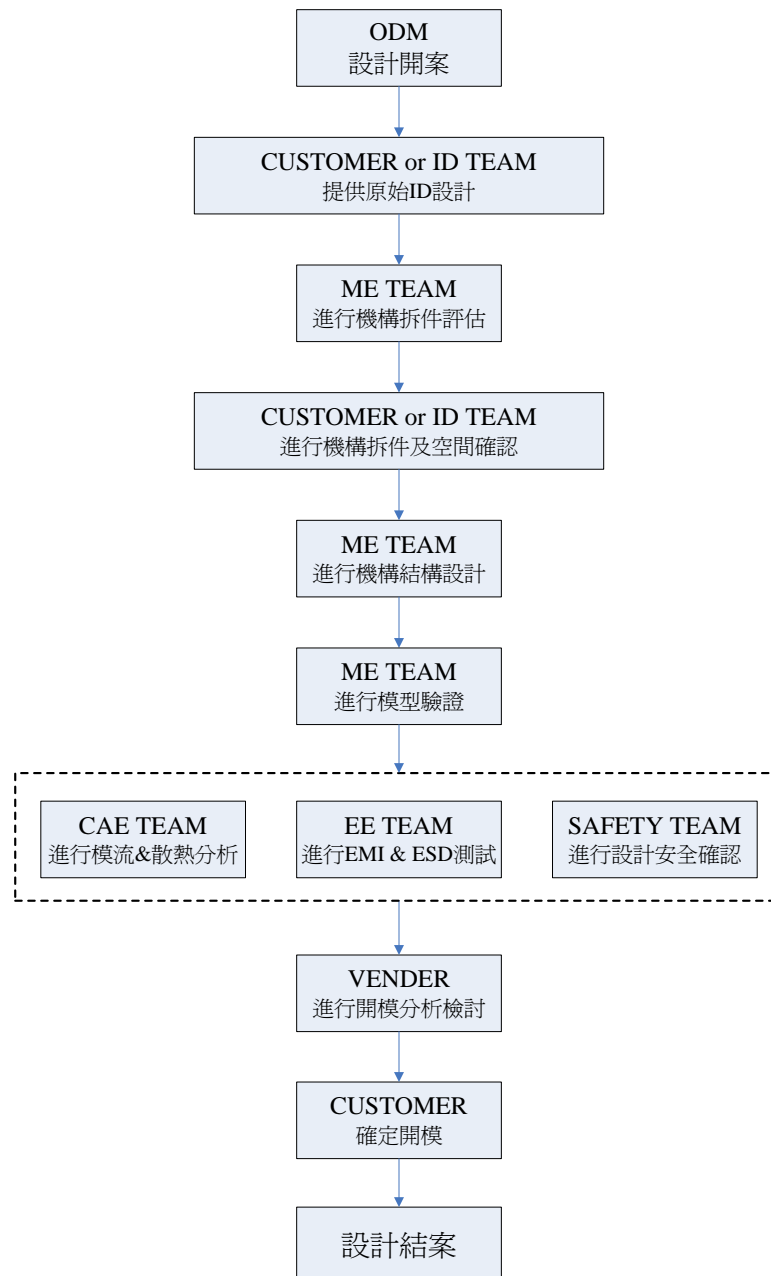 ODM
設計開案
CUSTOMER or ID TEAM
提供原始ID設計
ME TEAM
進行機構拆件評估
CUSTOMER or ID TEAM
進行機構拆件及空間確認
ME TEAM
進行機構結構設計
ME TEAM
進行模型驗證
CAE TEAM
進行模流&散熱分析
EE TEAM
進行EMI & ESD測試
SAFETY TEAM
進行設計安全確認
VENDER
進行開模分析檢討
CUSTOMER
確定開模
設計結案